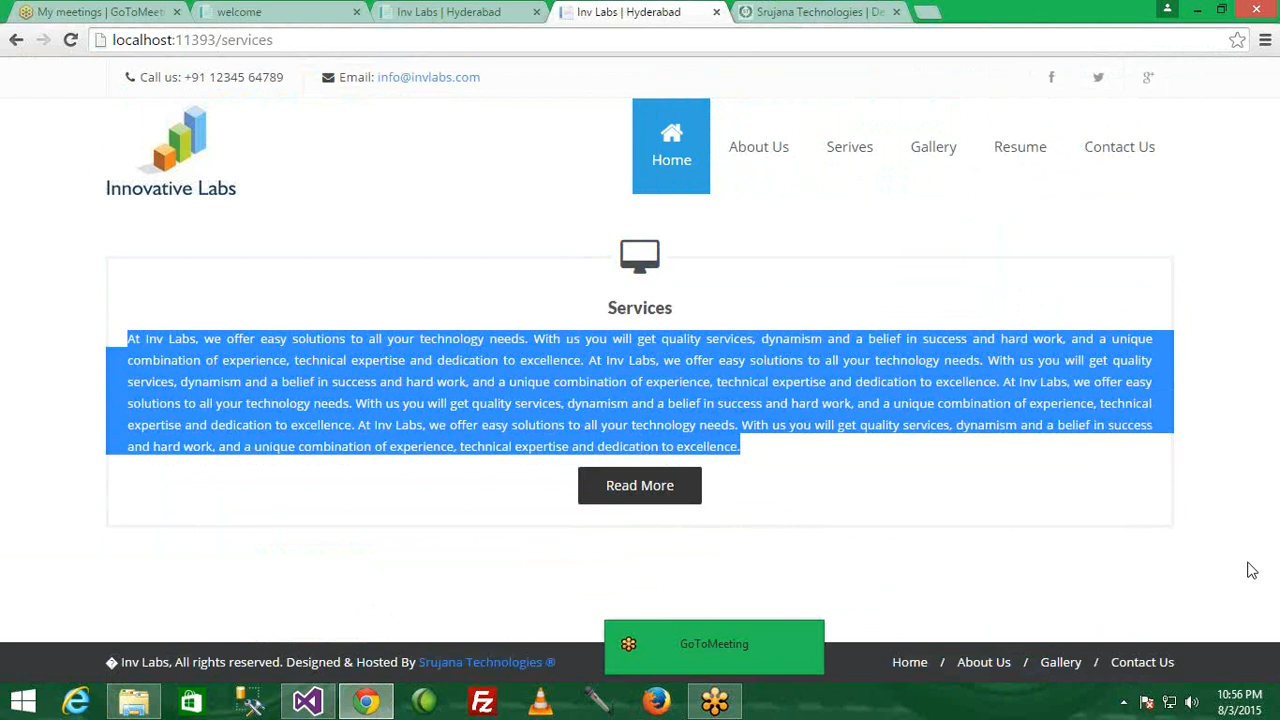 My meetings | GoToMeeti
welcome
Inv Labs | Hyderabad
Inv Labs | Hyderabad
Srujana Technologies | De
localhost:11393/services
Call us: +91 12345 64789
Email: info@invlabs.com
Innovative Labs
Home
About Us
Serives
Gallery
Resume
Contact Us
Services
At Inv Labs, we offer easy solutions to all your technology needs. With us you will get quality services, dynamism and a belief in success and hard work, and a unique
combination of experience, technical expertise and dedication to excellence. At Inv Labs, we offer easy solutions to all your technology needs. With us you will get quality
services, dynamism and a belief in success and hard work, and a unique combination of experience, technical expertise and dedication to excellence. At Inv Labs, we offer easy
solutions to all your technology needs. With us you will get quality services, dynamism and a belief in success and hard work, and a unique combination of experience, technical
expertise and dedication to excellence. At Inv Labs, we offer easy solutions to all your technology needs. With us you will get quality services, dynamism and a belief in success
and hard work, and a unique combination of experience, technical expertise and dedication to excellence.
Read More
GoToMeeting
� Inv Labs, All rights reserved. Designed & Hosted By Srujana Technologies ®
Home / About Us / Gallery / Contact Us
10:56 PM
8/3/2015